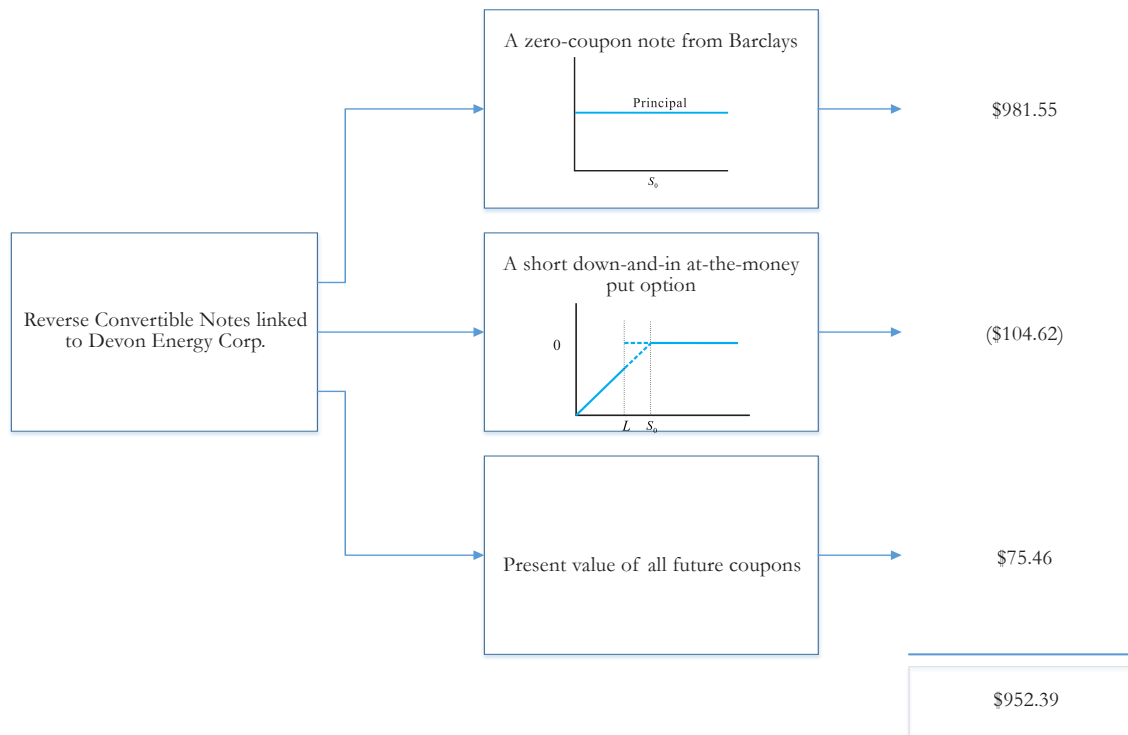 A zero-coupon note from Barclays
Principal
S₀
$981.55
Reverse Convertible Notes linked
to Devon Energy Corp.
A short down-and-in at-the-money
put option
0
L S₀
($104.62)
Present value of all future coupons
$75.46
$952.39